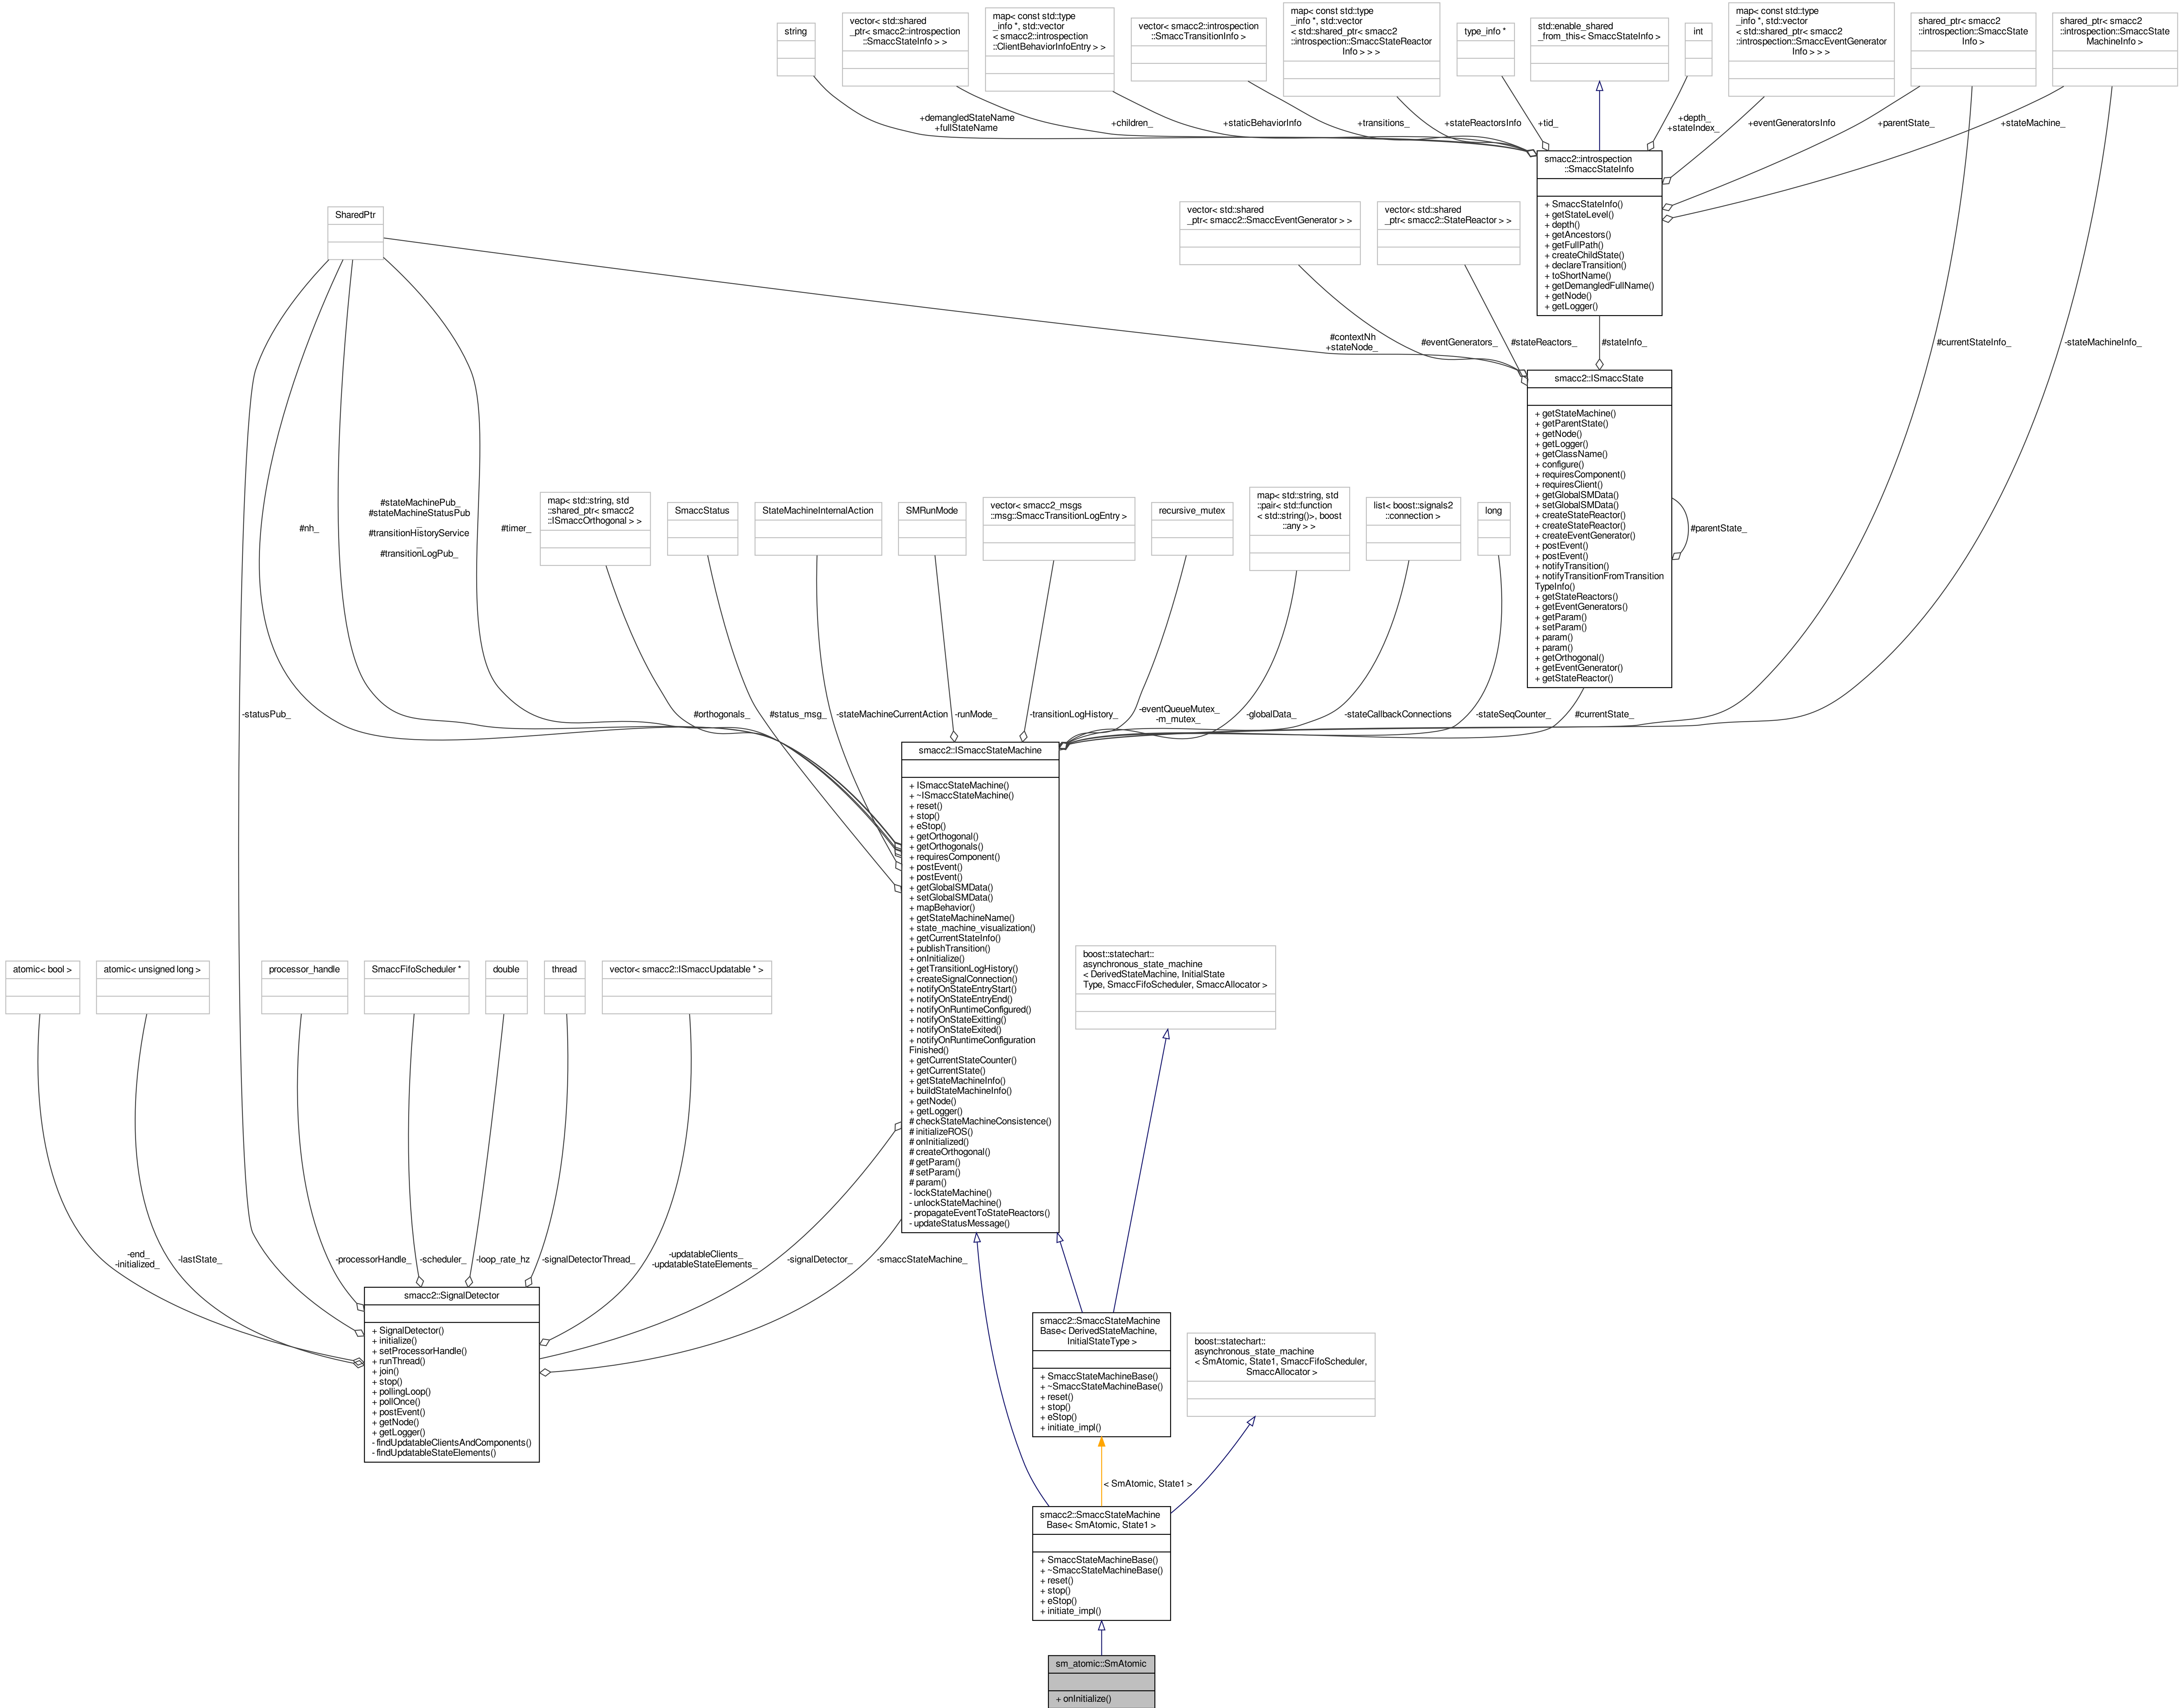 string
vector< std::shared
_ptr< smacc2::introspection
::SmaccStateInfo > >
map< const std::type
_info *, std::vector
< smacc2::introspection
::ClientBehaviorInfoEntry > >
vector< smacc2::introspection
::SmaccTransitionInfo >
map< const std::type
_info *, std::vector
< std::shared_ptr< smacc2
::introspection::SmaccStateReactor
Info > > >
type_info *
std::enable_shared
_from_this< SmaccStateInfo >
int
map< const std::type
_info *, std::vector
< std::shared_ptr< smacc2
::introspection::SmaccEventGenerator
Info > > >
shared_ptr< smacc2
::introspection::SmaccState
Info >
shared_ptr< smacc2
::introspection::SmaccState
MachineInfo >
+demangledStateName
+fullStateName
+children_
+staticBehaviorInfo
+transitions_
+stateReactorsInfo
+tid_
+depth_
+stateIndex_
+eventGeneratorsInfo
+parentState_
+stateMachine_
smacc2::introspection
::SmaccStateInfo
+ SmaccStateInfo()
+ getStateLevel()
+ depth()
+ getAncestors()
+ getFullPath()
+ createChildState()
+ declareTransition()
+ toShortName()
+ getDemangledFullName()
+ getNode()
+ getLogger()
SharedPtr
vector< std::shared
_ptr< smacc2::SmaccEventGenerator > >
vector< std::shared
_ptr< smacc2::StateReactor > >
#contextNh
+stateNode_
#eventGenerators_
#stateReactors_
#stateInfo_
#currentStateInfo_
-stateMachineInfo_
smacc2::ISmaccState
+ getStateMachine()
+ getParentState()
+ getNode()
+ getLogger()
+ getClassName()
+ configure()
+ requiresComponent()
+ requiresClient()
+ getGlobalSMData()
+ setGlobalSMData()
+ createStateReactor()
+ createStateReactor()
+ createEventGenerator()
+ postEvent()
+ postEvent()
+ notifyTransition()
+ notifyTransitionFromTransition
TypeInfo()
+ getStateReactors()
+ getEventGenerators()
+ getParam()
+ setParam()
+ param()
+ param()
+ getOrthogonal()
+ getEventGenerator()
+ getStateReactor()
#parentState_
#nh_
#stateMachinePub_
#stateMachineStatusPub
_
#transitionHistoryService
_
#transitionLogPub_
#timer_
map< std::string, std
::shared_ptr< smacc2
::ISmaccOrthogonal > >
SmaccStatus
StateMachineInternalAction
SMRunMode
vector< smacc2_msgs
::msg::SmaccTransitionLogEntry >
recursive_mutex
map< std::string, std
::pair< std::function
< std::string()>, boost
::any > >
list< boost::signals2
::connection >
long
-statusPub_
#orthogonals_
#status_msg_
-stateMachineCurrentAction
-runMode_
-transitionLogHistory_
-eventQueueMutex_
-m_mutex_
-globalData_
-stateCallbackConnections
-stateSeqCounter_
#currentState_
smacc2::ISmaccStateMachine
+ ISmaccStateMachine()
+ ~ISmaccStateMachine()
+ reset()
+ stop()
+ eStop()
+ getOrthogonal()
+ getOrthogonals()
+ requiresComponent()
+ postEvent()
+ postEvent()
+ getGlobalSMData()
+ setGlobalSMData()
+ mapBehavior()
+ getStateMachineName()
+ state_machine_visualization()
+ getCurrentStateInfo()
+ publishTransition()
+ onInitialize()
+ getTransitionLogHistory()
+ createSignalConnection()
+ notifyOnStateEntryStart()
+ notifyOnStateEntryEnd()
+ notifyOnRuntimeConfigured()
+ notifyOnStateExitting()
+ notifyOnStateExited()
+ notifyOnRuntimeConfiguration
Finished()
+ getCurrentStateCounter()
+ getCurrentState()
+ getStateMachineInfo()
+ buildStateMachineInfo()
+ getNode()
+ getLogger()
# checkStateMachineConsistence()
# initializeROS()
# onInitialized()
# createOrthogonal()
# getParam()
# setParam()
# param()
- lockStateMachine()
- unlockStateMachine()
- propagateEventToStateReactors()
- updateStatusMessage()
atomic< bool >
atomic< unsigned long >
processor_handle
SmaccFifoScheduler *
double
thread
vector< smacc2::ISmaccUpdatable * >
boost::statechart::
asynchronous_state_machine
< DerivedStateMachine, InitialState
Type, SmaccFifoScheduler, SmaccAllocator >
-end_
-initialized_
-lastState_
-processorHandle_
-scheduler_
-loop_rate_hz
-signalDetectorThread_
-updatableClients_
-updatableStateElements_
-signalDetector_
-smaccStateMachine_
smacc2::SignalDetector
+ SignalDetector()
+ initialize()
+ setProcessorHandle()
+ runThread()
+ join()
+ stop()
+ pollingLoop()
+ pollOnce()
+ postEvent()
+ getNode()
+ getLogger()
- findUpdatableClientsAndComponents()
- findUpdatableStateElements()
smacc2::SmaccStateMachine
Base< DerivedStateMachine,
InitialStateType >
+ SmaccStateMachineBase()
+ ~SmaccStateMachineBase()
+ reset()
+ stop()
+ eStop()
+ initiate_impl()
boost::statechart::
asynchronous_state_machine
< SmAtomic, State1, SmaccFifoScheduler,
SmaccAllocator >
< SmAtomic, State1 >
smacc2::SmaccStateMachine
Base< SmAtomic, State1 >
+ SmaccStateMachineBase()
+ ~SmaccStateMachineBase()
+ reset()
+ stop()
+ eStop()
+ initiate_impl()
sm_atomic::SmAtomic
+ onInitialize()